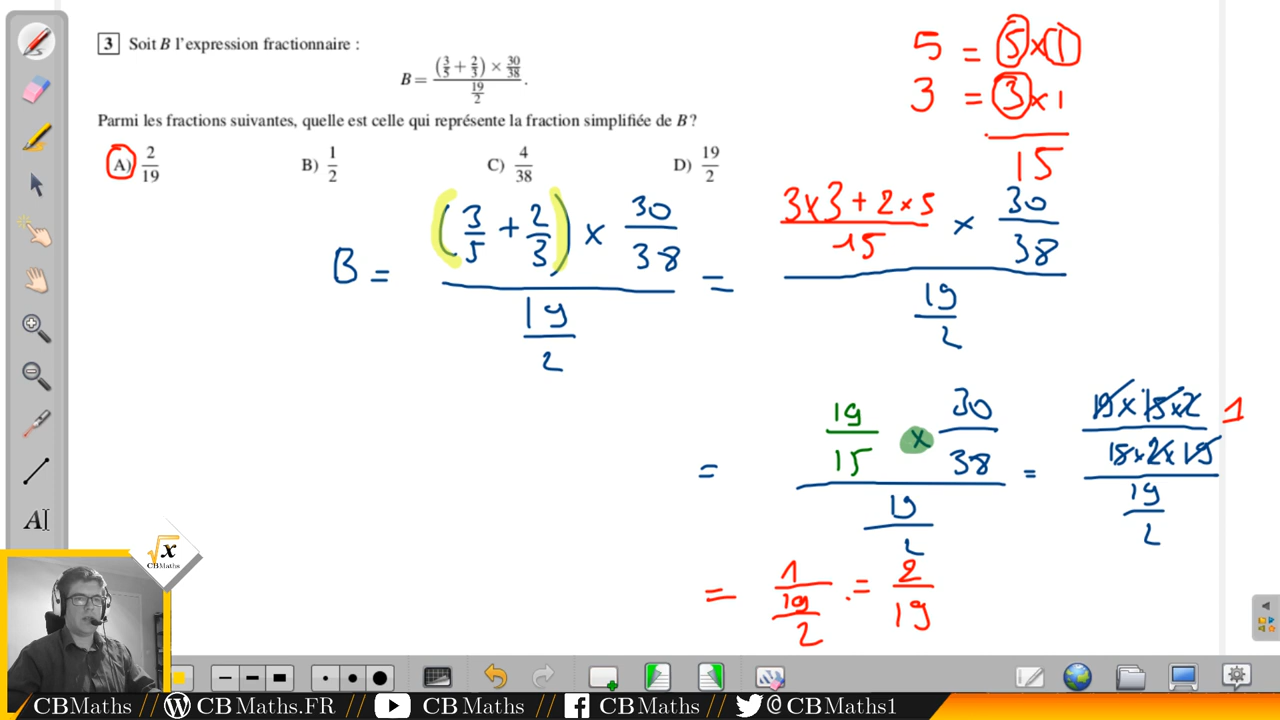 3 Soit B l'expression fractionnaire :
B = ((3/5 + 2/3) × 30/38) / (19/2).
Parmi les fractions suivantes, quelle est celle qui représente la fraction simplifiée de B ?
A) 2/19 B) 1/2 C) 4/38 D) 19/2
5 = 5 × 1
3 = 3 × 1
15
B = ((3/5 + 2/3) × 30/38) / (19/2) = ((3×3 + 2×5)/15 × 30/38) / (19/2)
= (19/15 × 30/38) / (19/2) = ((19×15×2)/(15×2×19)) / (19/2) 1
= 1/(19/2) = 2/19
A
√x
CBMaths
CBMaths / CBMaths.FR / CBMaths / CBMaths / @CBMaths1